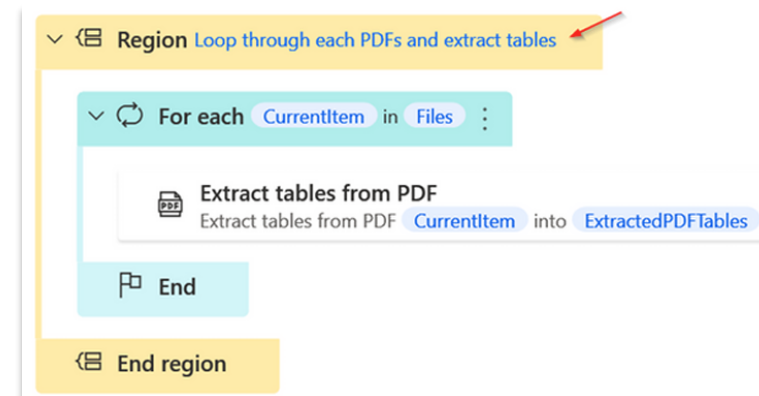 Region Loop through each PDFs and extract tables
For each CurrentItem in Files
PDF
Extract tables from PDF
Extract tables from PDF CurrentItem into ExtractedPDFTables
End
End region